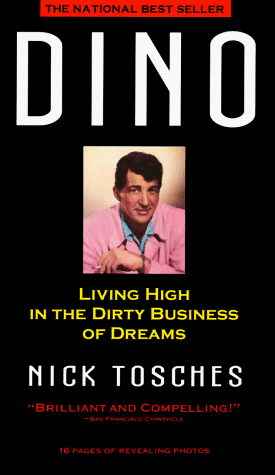 THE NATIONAL BEST SELLER
DINO
LIVING HIGH
IN THE DIRTY BUSINESS
OF DREAMS
NICK TOSCHES
"BRILLIANT AND COMPELLING!"
—SAN FRANCISCO CHRONICLE
16 PAGES OF REVEALING PHOTOS